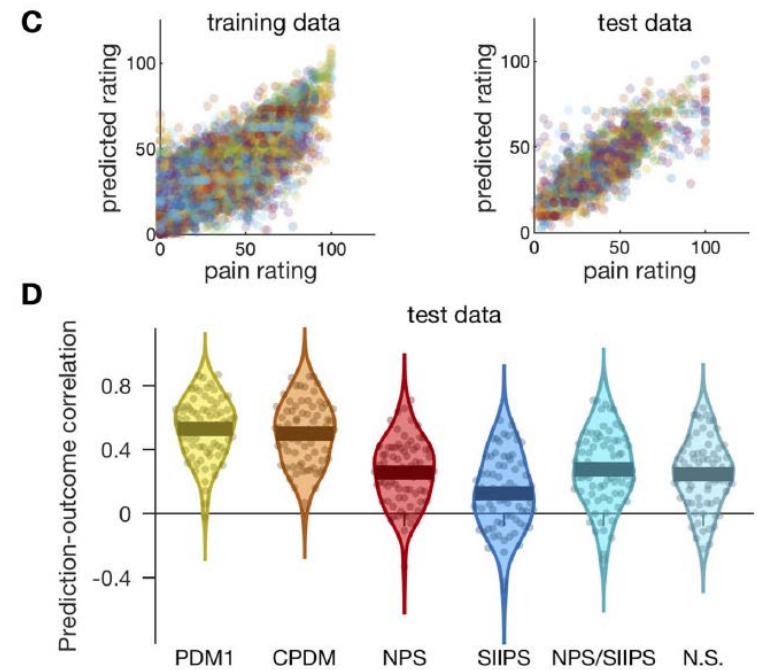 C
training data
test data
predicted rating
100
50
0
0 50 100
pain rating
predicted rating
100
50
0
0 50 100
pain rating
D
test data
Prediction-outcome correlation
0.8
0.4
0
-0.4
PDM1 CPDM NPS SIIPS NPS/SIIPS N.S.